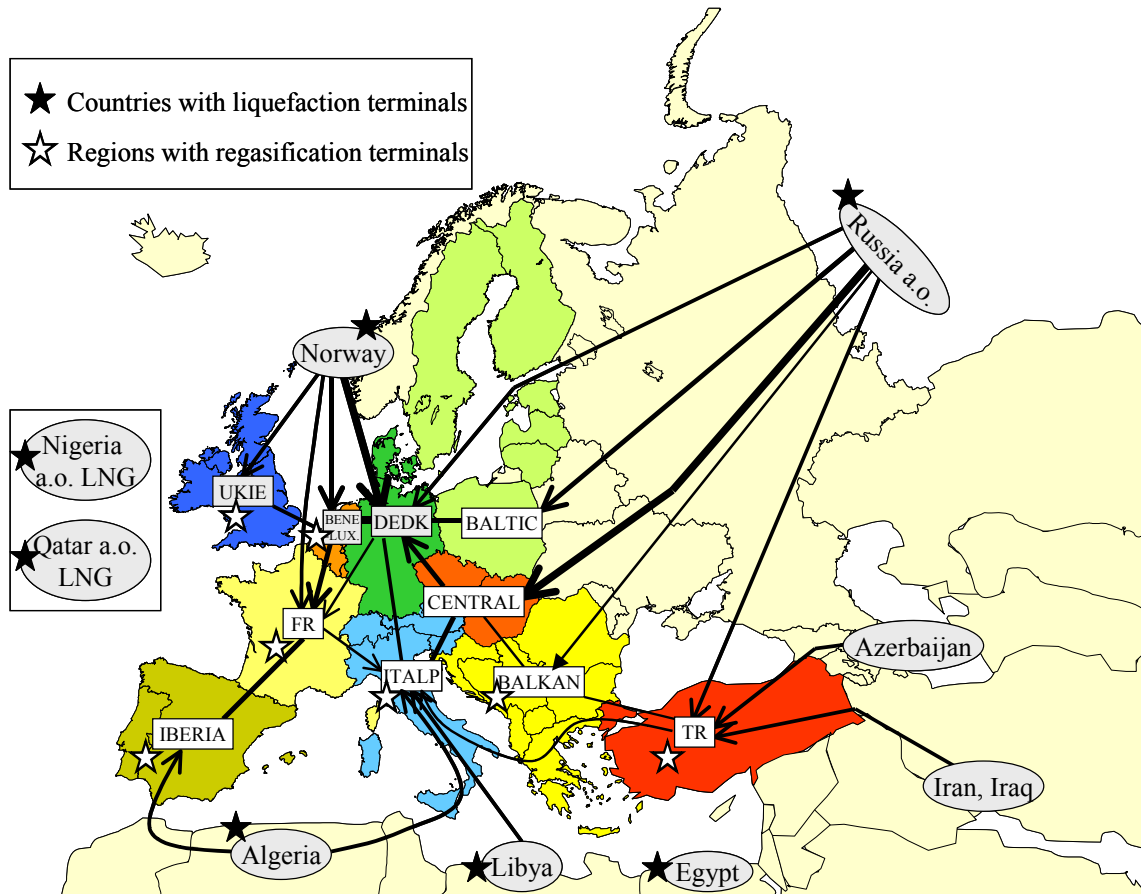 Countries with liquefaction terminals
Regions with regasification terminals
Russia a.o.
Norway
Nigeria
a.o. LNG
Qatar a.o.
LNG
UKIE
BENE
LUX.
DEDK
BALTIC
CENTRAL
FR
ITALP
BALKAN
IBERIA
TR
Azerbaijan
Iran, Iraq
Algeria
Libya
Egypt